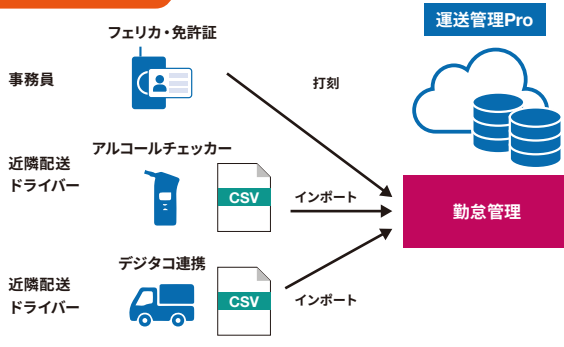 運送管理Pro
フェリカ・免許証
事務員
打刻
アルコールチェッカー
近隣配送
ドライバー
CSV
インポート
勤怠管理
デジタコ連携
近隣配送
ドライバー
CSV
インポート